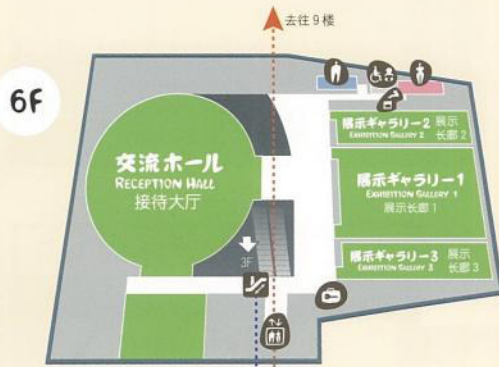 去往 9 楼
6F
交流ホール
RECEPTION HALL
接待大厅
展示ギャラリー2
EXHIBITION GALLERY 2
展示
长廊 2
展示ギャラリー1
EXHIBITION GALLERY 1
展示长廊 1
展示ギャラリー3
EXHIBITION GALLERY 3
展示
长廊 3
3F